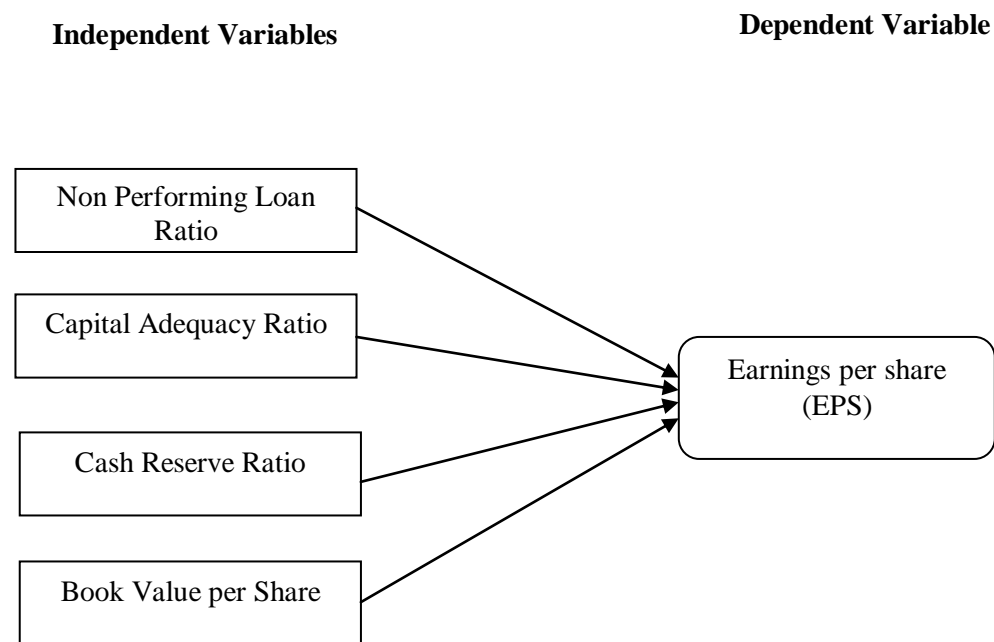 Independent Variables
Dependent Variable
Non Performing Loan
Ratio
Capital Adequacy Ratio
Earnings per share
(EPS)
Cash Reserve Ratio
Book Value per Share